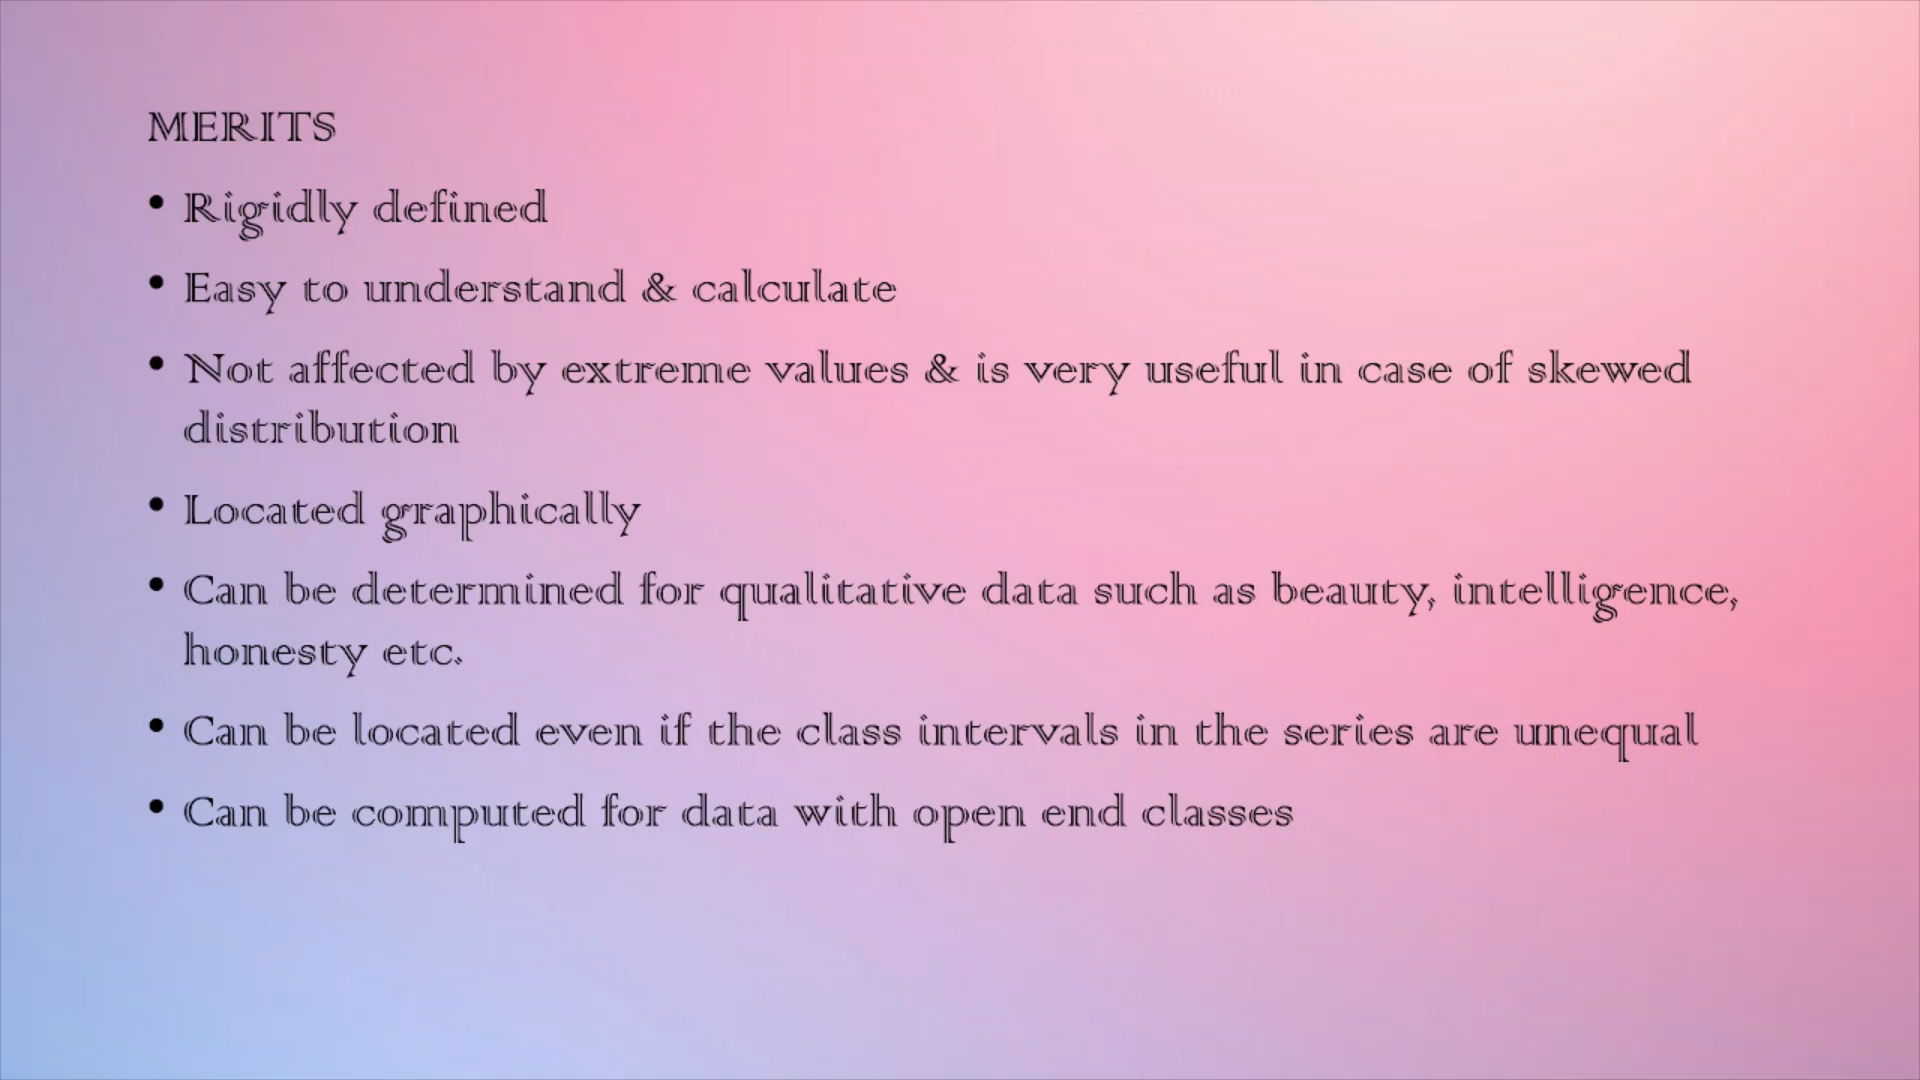 MERITS
• Rigidly defined
• Easy to understand & calculate
• Not affected by extreme values & is very useful in case of skewed
distribution
• Located graphically
• Can be determined for qualitative data such as beauty, intelligence,
honesty etc.
• Can be located even if the class intervals in the series are unequal
• Can be computed for data with open end classes